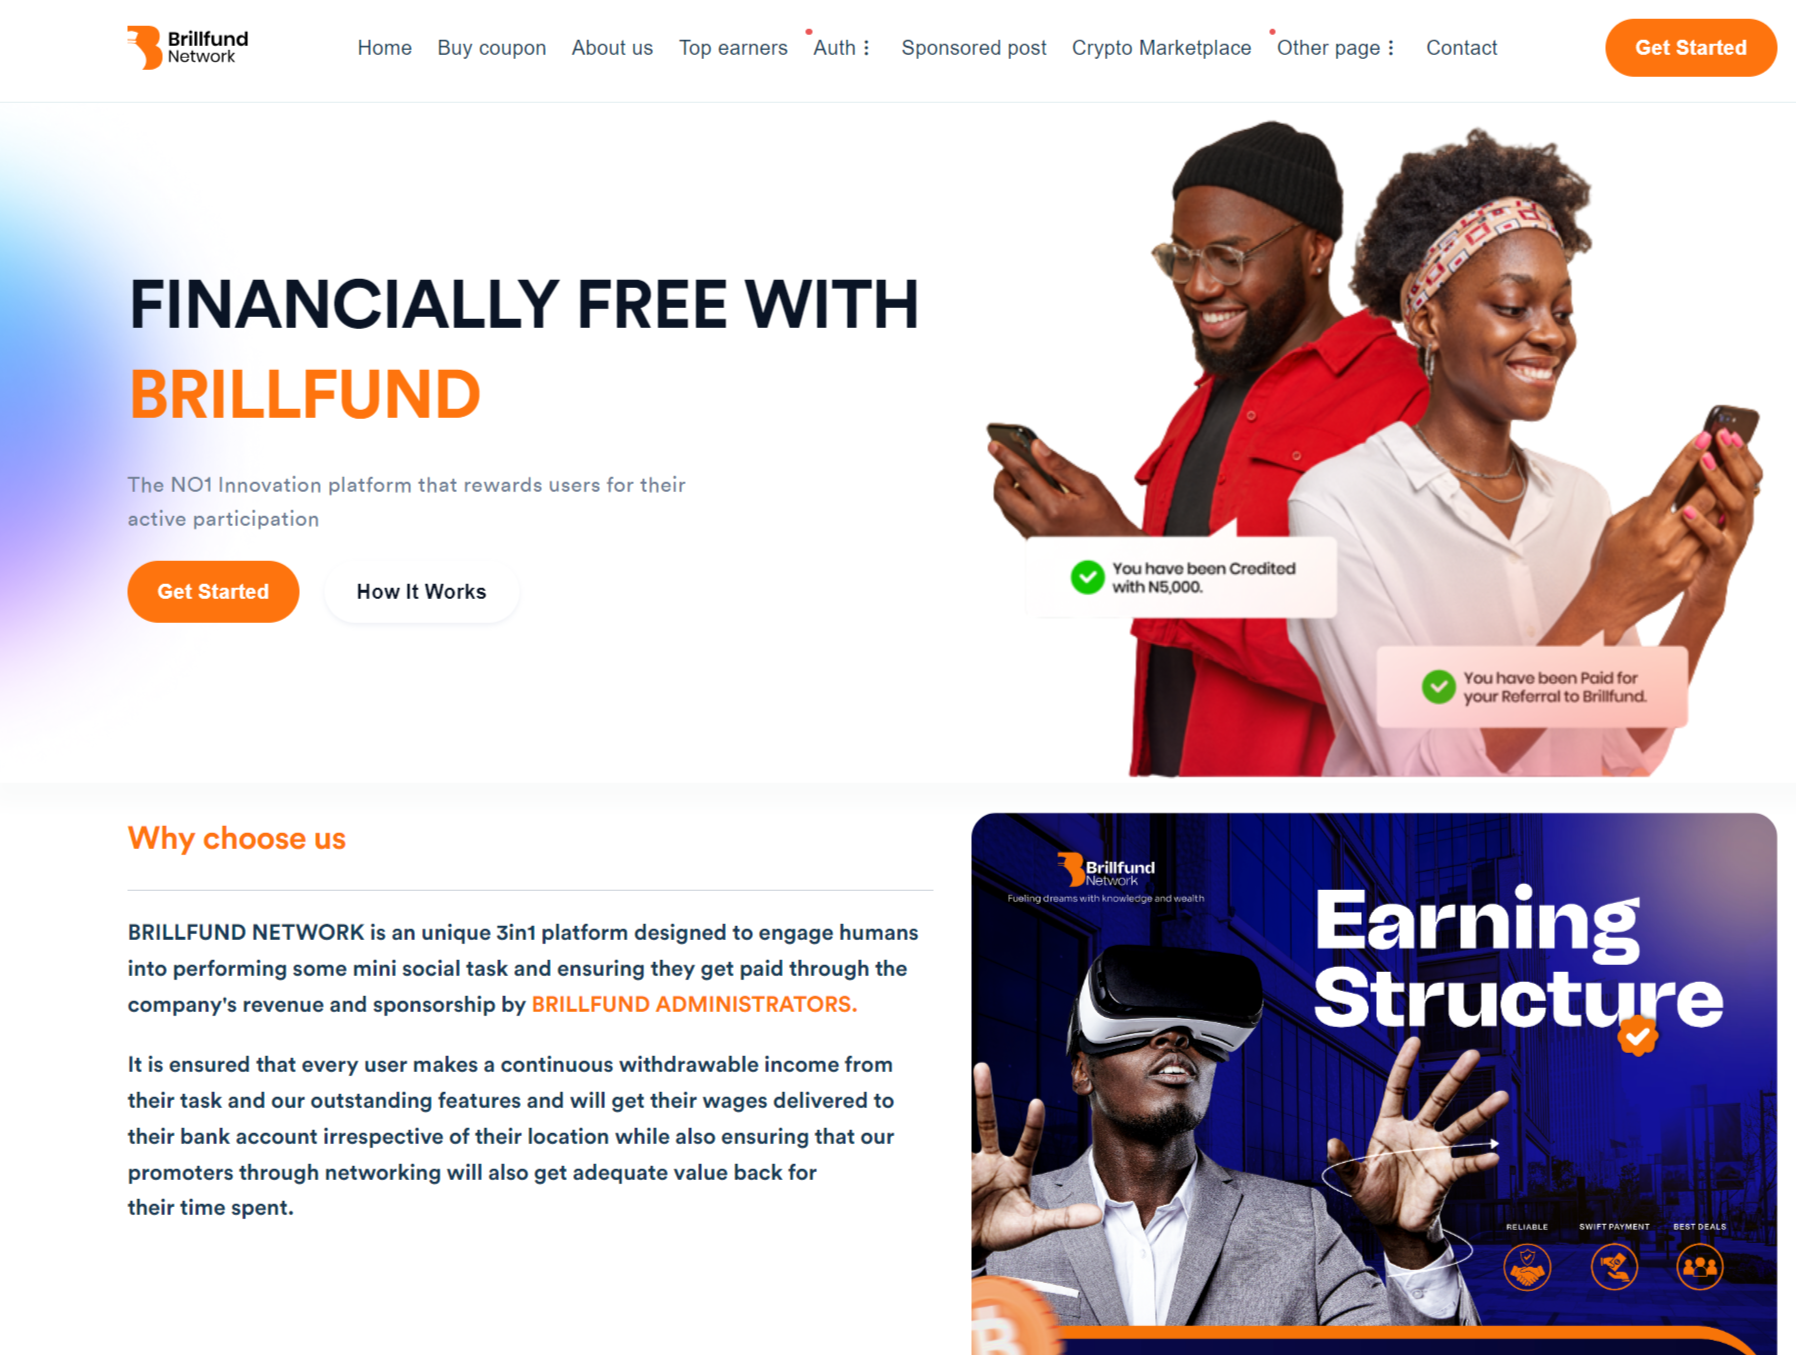 Brillfund
Network
Home Buy coupon About us Top earners Auth Sponsored post Crypto Marketplace Other page Contact Get Started
FINANCIALLY FREE WITH
BRILLFUND
The NO1 Innovation platform that rewards users for their
active participation
Get Started How It Works
You have been Credited
with N5,000.
You have been Paid for
your Referral to Brillfund.
Why choose us
BRILLFUND NETWORK is an unique 3in1 platform designed to engage humans
into performing some mini social task and ensuring they get paid through the
company's revenue and sponsorship by BRILLFUND ADMINISTRATORS.
It is ensured that every user makes a continuous withdrawable income from
their task and our outstanding features and will get their wages delivered to
their bank account irrespective of their location while also ensuring that our
promoters through networking will also get adequate value back for
their time spent.
Brillfund
Network
Fueling dreams with knowledge and wealth
Earning
Structure
RELIABLE SWIFT PAYMENT BEST DEALS